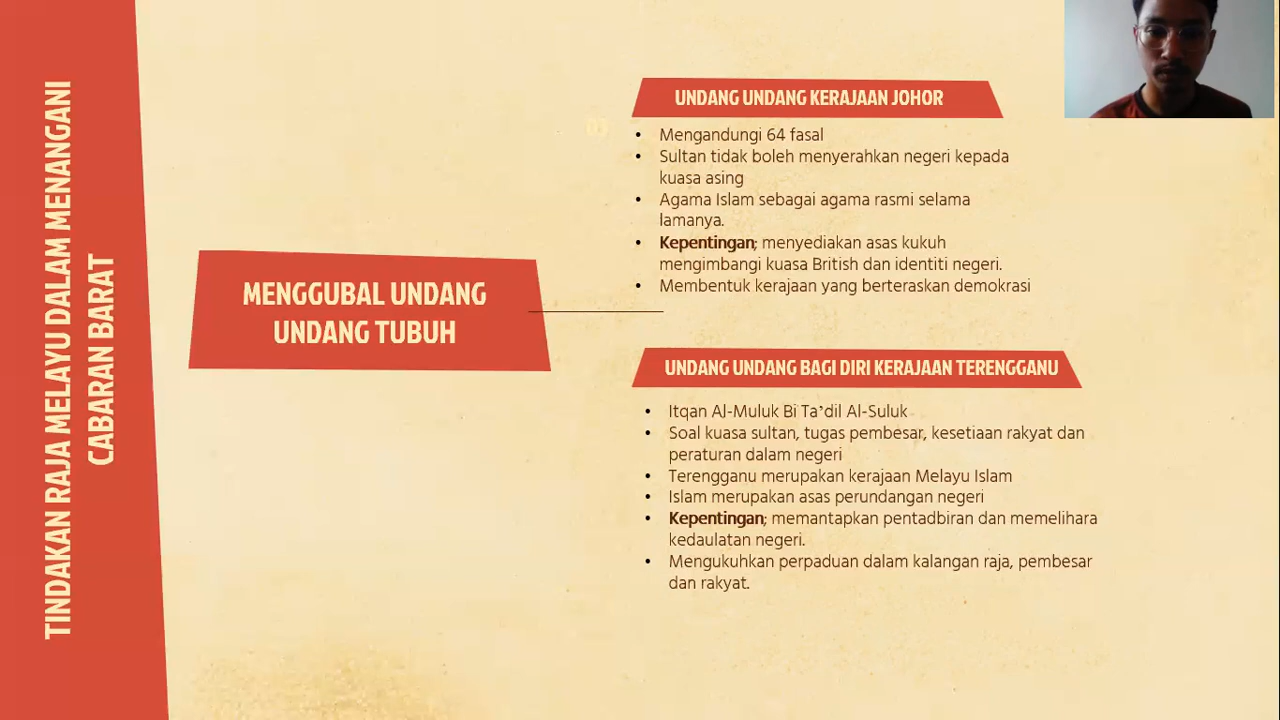 TINDAKAN RAJA MELAYU DALAM MENANGANI
CABARAN BARAT
MENGGUBAL UNDANG
UNDANG TUBUH
UNDANG UNDANG KERAJAAN JOHOR
• Mengandungi 64 fasal
• Sultan tidak boleh menyerahkan negeri kepada
kuasa asing
• Agama Islam sebagai agama rasmi selama
lamanya.
• Kepentingan; menyediakan asas kukuh
mengimbangi kuasa British dan identiti negeri.
• Membentuk kerajaan yang berteraskan demokrasi
UNDANG UNDANG BAGI DIRI KERAJAAN TERENGGANU
• Itqan Al-Muluk Bi Ta’dil Al-Suluk
• Soal kuasa sultan, tugas pembesar, kesetiaan rakyat dan
peraturan dalam negeri
• Terengganu merupakan kerajaan Melayu Islam
• Islam merupakan asas perundangan negeri
• Kepentingan; memantapkan pentadbiran dan memelihara
kedaulatan negeri.
• Mengukuhkan perpaduan dalam kalangan raja, pembesar
dan rakyat.